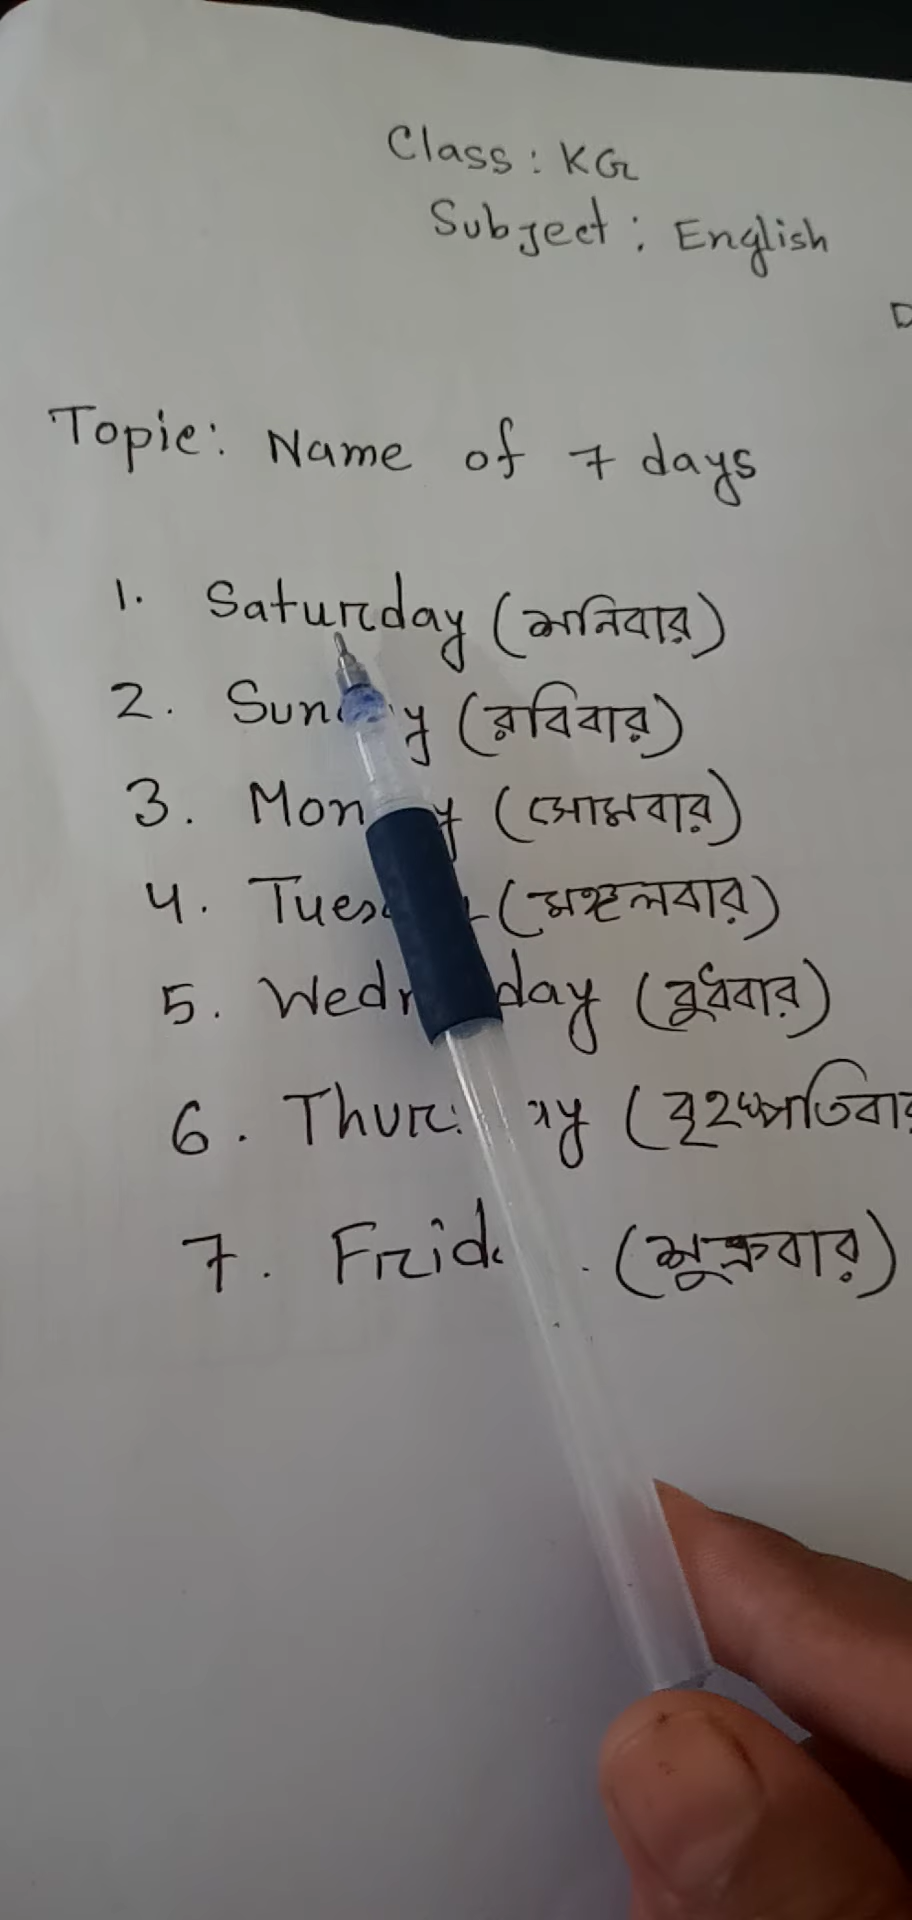 Class : KG
Subject : English
D
Topic: Name of 7 days
1. Saturday (শনিবার)
2. (রবিবার)
3. (সোমবার)
4. (মঙ্গলবার)
5. (বুধবার)
6.
7. (শুক্রবার)